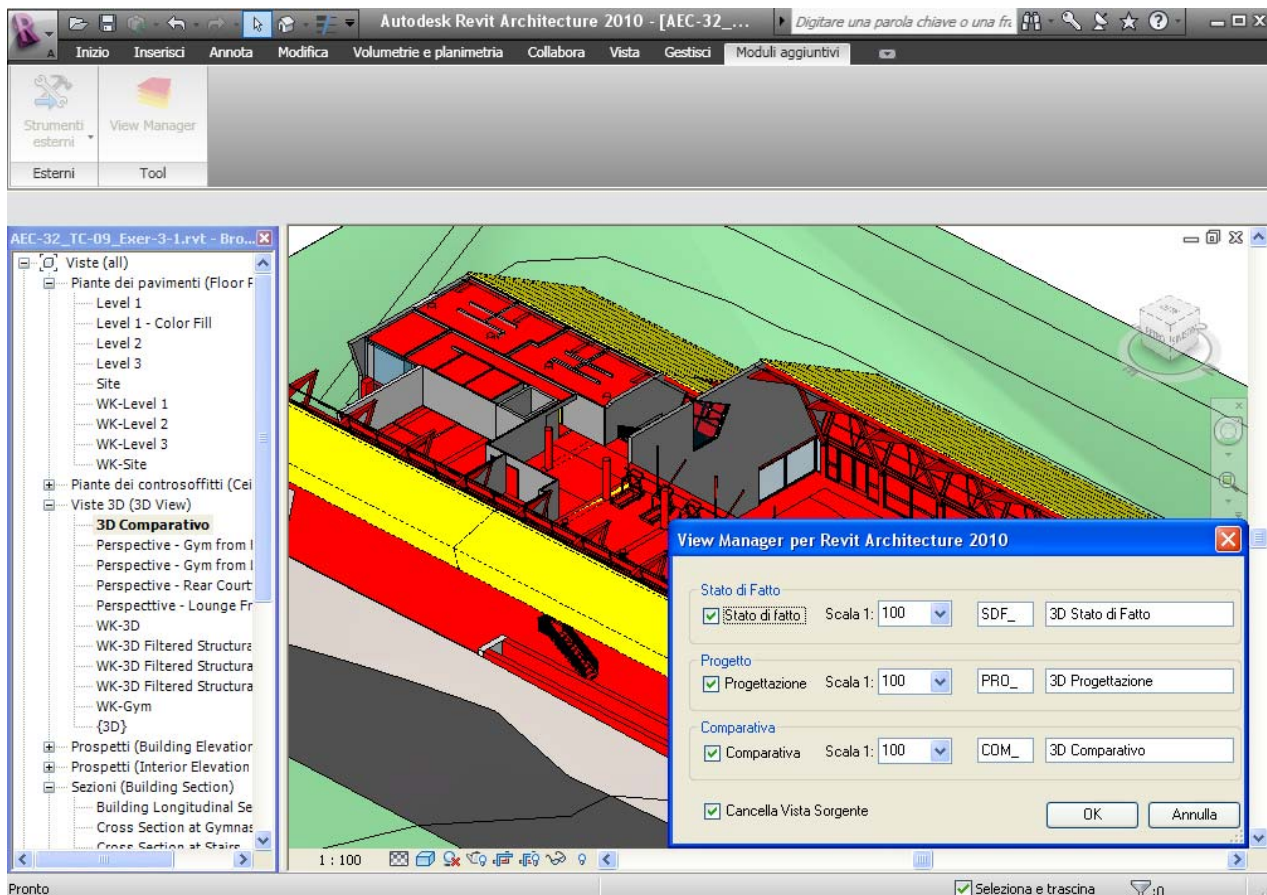 Autodesk Revit Architecture 2010 - [AEC-32_...
Digitare una parola chiave o una fra
A
Inizio
Inserisci
Annota
Modifica
Volumetrie e planimetria
Collabora
Vista
Gestisci
Moduli aggiuntivi
Strumenti
esterni
View Manager
Esterni
Tool
AEC-32_TC-09_Exer-3-1.rvt - Bro...
Viste (all)
Piante dei pavimenti (Floor P
Level 1
Level 1 - Color Fill
Level 2
Level 3
Site
WK-Level 1
WK-Level 2
WK-Level 3
WK-Site
Piante dei controsoffitti (Cei
Viste 3D (3D View)
3D Comparativo
Perspective - Gym from
Perspective - Gym from
Perspective - Rear Court
Perspecttive - Lounge Fr
WK-3D
WK-3D Filtered Structura
WK-3D Filtered Structura
WK-3D Filtered Structura
WK-Gym
{3D}
Prospetti (Building Elevation
Prospetti (Interior Elevation
Sezioni (Building Section)
Building Longitudinal Se
Cross Section at Gymnas
Cross Section at Stairs
View Manager per Revit Architecture 2010
Stato di Fatto
Stato di fatto Scala 1: 100 SDF_ 3D Stato di Fatto
Progetto
Progettazione Scala 1: 100 PRO_ 3D Progettazione
Comparativa
Comparativa Scala 1: 100 COM_ 3D Comparativo
Cancella Vista Sorgente
OK
Annulla
1 : 100
Pronto
Seleziona e trascina
:0